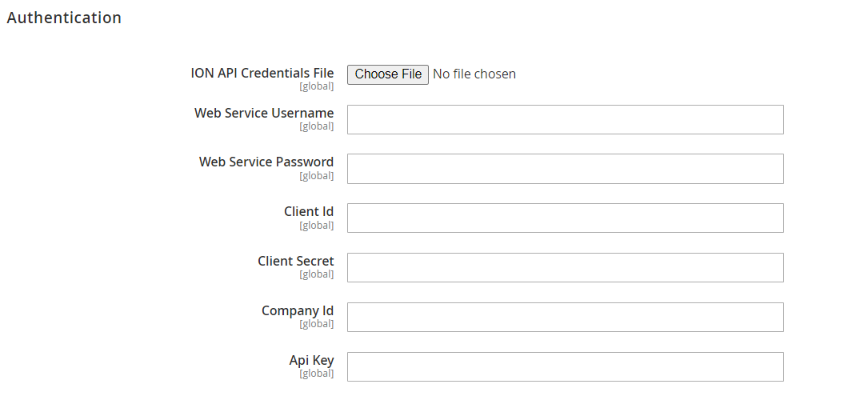 Authentication
ION API Credentials File
[global]
Choose File No file chosen
Web Service Username
[global]
Web Service Password
[global]
Client Id
[global]
Client Secret
[global]
Company Id
[global]
Api Key
[global]